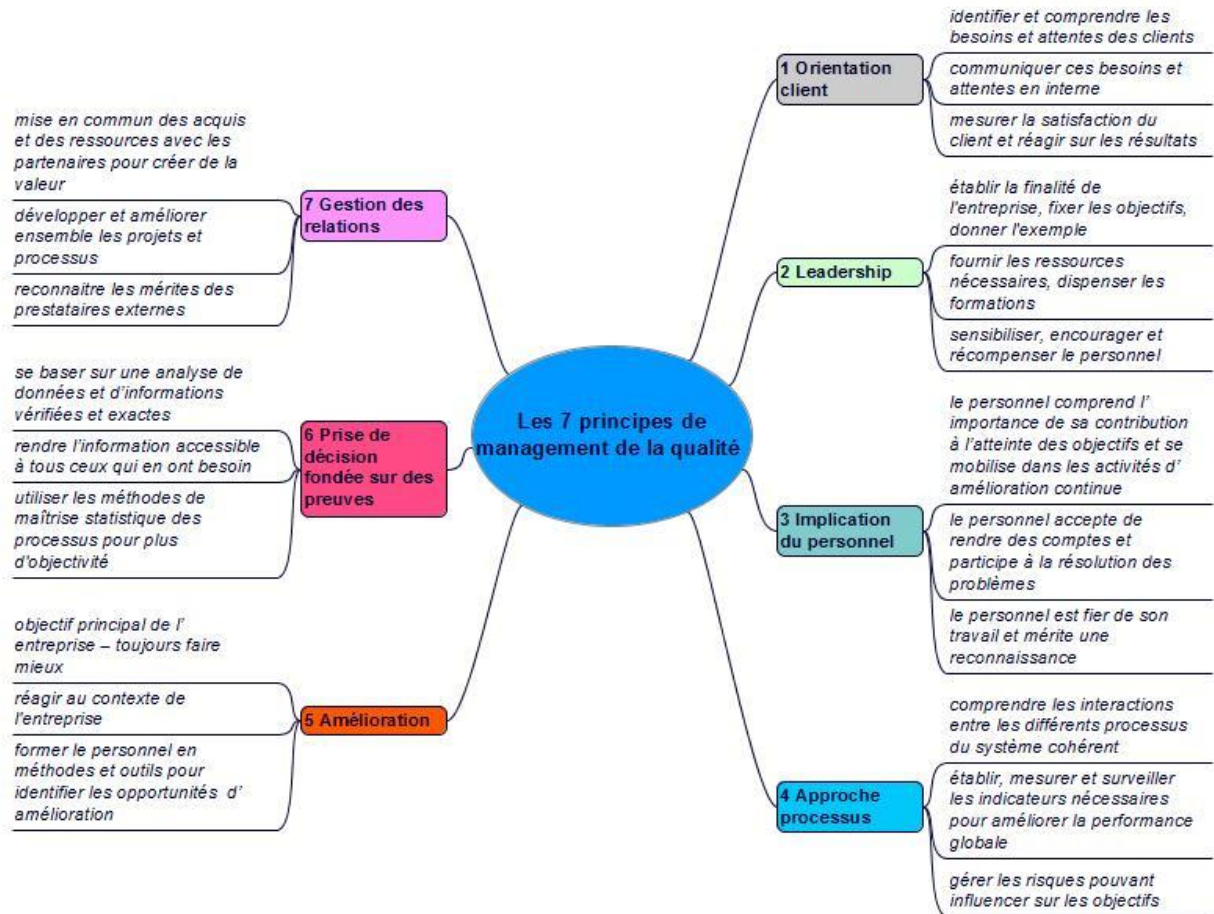 Les 7 principes de
management de la qualité
1 Orientation
client
identifier et comprendre les
besoins et attentes des clients
communiquer ces besoins et
attentes en interne
mesurer la satisfaction du
client et réagir sur les résultats
2 Leadership
établir la finalité de
l'entreprise, fixer les objectifs,
donner l'exemple
fournir les ressources
nécessaires, dispenser les
formations
sensibiliser, encourager et
récompenser le personnel
3 Implication
du personnel
le personnel comprend l’
importance de sa contribution
à l’atteinte des objectifs et se
mobilise dans les activités d’
amélioration continue
le personnel accepte de
rendre des comptes et
participe à la résolution des
problèmes
le personnel est fier de son
travail et mérite une
reconnaissance
4 Approche
processus
comprendre les interactions
entre les différents processus
du système cohérent
établir, mesurer et surveiller
les indicateurs nécessaires
pour améliorer la performance
globale
gérer les risques pouvant
influencer sur les objectifs
5 Amélioration
objectif principal de l’
entreprise – toujours faire
mieux
réagir au contexte de
l’entreprise
former le personnel en
méthodes et outils pour
identifier les opportunités d’
amélioration
6 Prise de
décision
fondée sur des
preuves
se baser sur une analyse de
données et d’informations
vérifiées et exactes
rendre l’information accessible
à tous ceux qui en ont besoin
utiliser les méthodes de
maîtrise statistique des
processus pour plus
d'objectivité
7 Gestion des
relations
mise en commun des acquis
et des ressources avec les
partenaires pour créer de la
valeur
développer et améliorer
ensemble les projets et
processus
reconnaitre les mérites des
prestataires externes